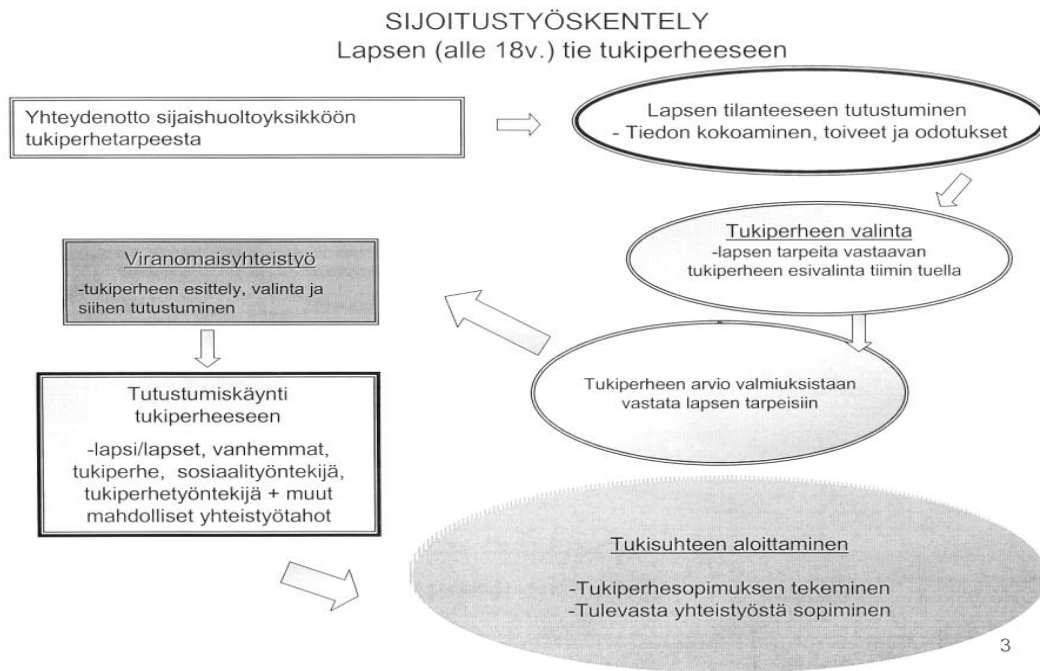 SIJOITUSTYÖSKENTELY
Lapsen (alle 18v.) tie tukiperheeseen
Yhteydenotto sijaishuoltoyksikköön
tukiperhetarpeesta
Lapsen tilanteeseen tutustuminen
- Tiedon kokoaminen, toiveet ja odotukset
Tukiperheen valinta
-lapsen tarpeita vastaavan
tukiperheen esivalinta tiimin tuella
Tukiperheen arvio valmiuksistaan
vastata lapsen tarpeisiin
Viranomaisyhteistyö
-tukiperheen esittely, valinta ja
siihen tutustuminen
Tutustumiskäynti
tukiperheeseen
-lapsi/lapset, vanhemmat,
tukiperhe, sosiaalityöntekijä,
tukiperhetyöntekijä + muut
mahdolliset yhteistyötahot
Tukisuhteen aloittaminen
-Tukiperhesopimuksen tekeminen
-Tulevasta yhteistyöstä sopiminen
3